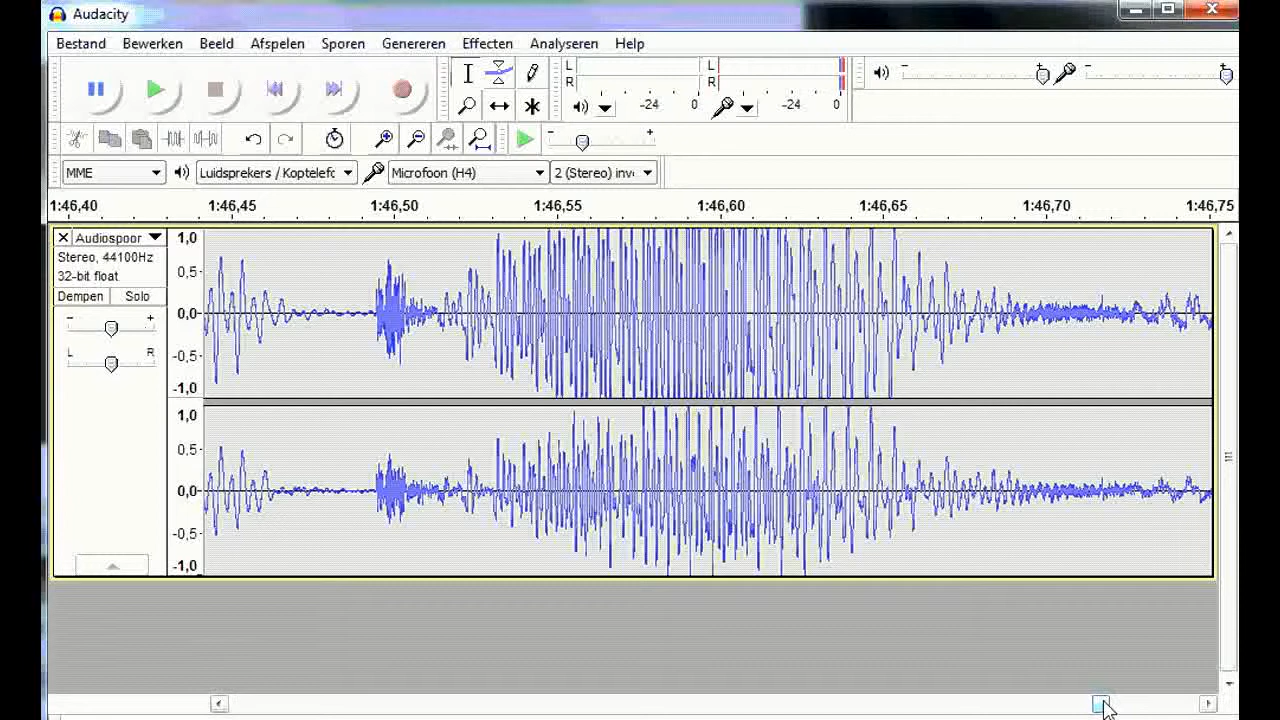 Audacity
Bestand Bewerken Beeld Afspelen Sporen Genereren Effecten Analyseren Help
L L
R R
-24 0 -24 0
MME Luidsprekers / Koptelefc Microfoon (H4) 2 (Stereo) inv
1:46,40 1:46,45 1:46,50 1:46,55 1:46,60 1:46,65 1:46,70 1:46,75
Audiospoor
Stereo, 44100Hz
32-bit float
Dempen Solo
- +
L R
1,0
0,5-
0,0-
-0,5-
-1,0
1,0
0,5-
0,0-
-0,5-
-1,0